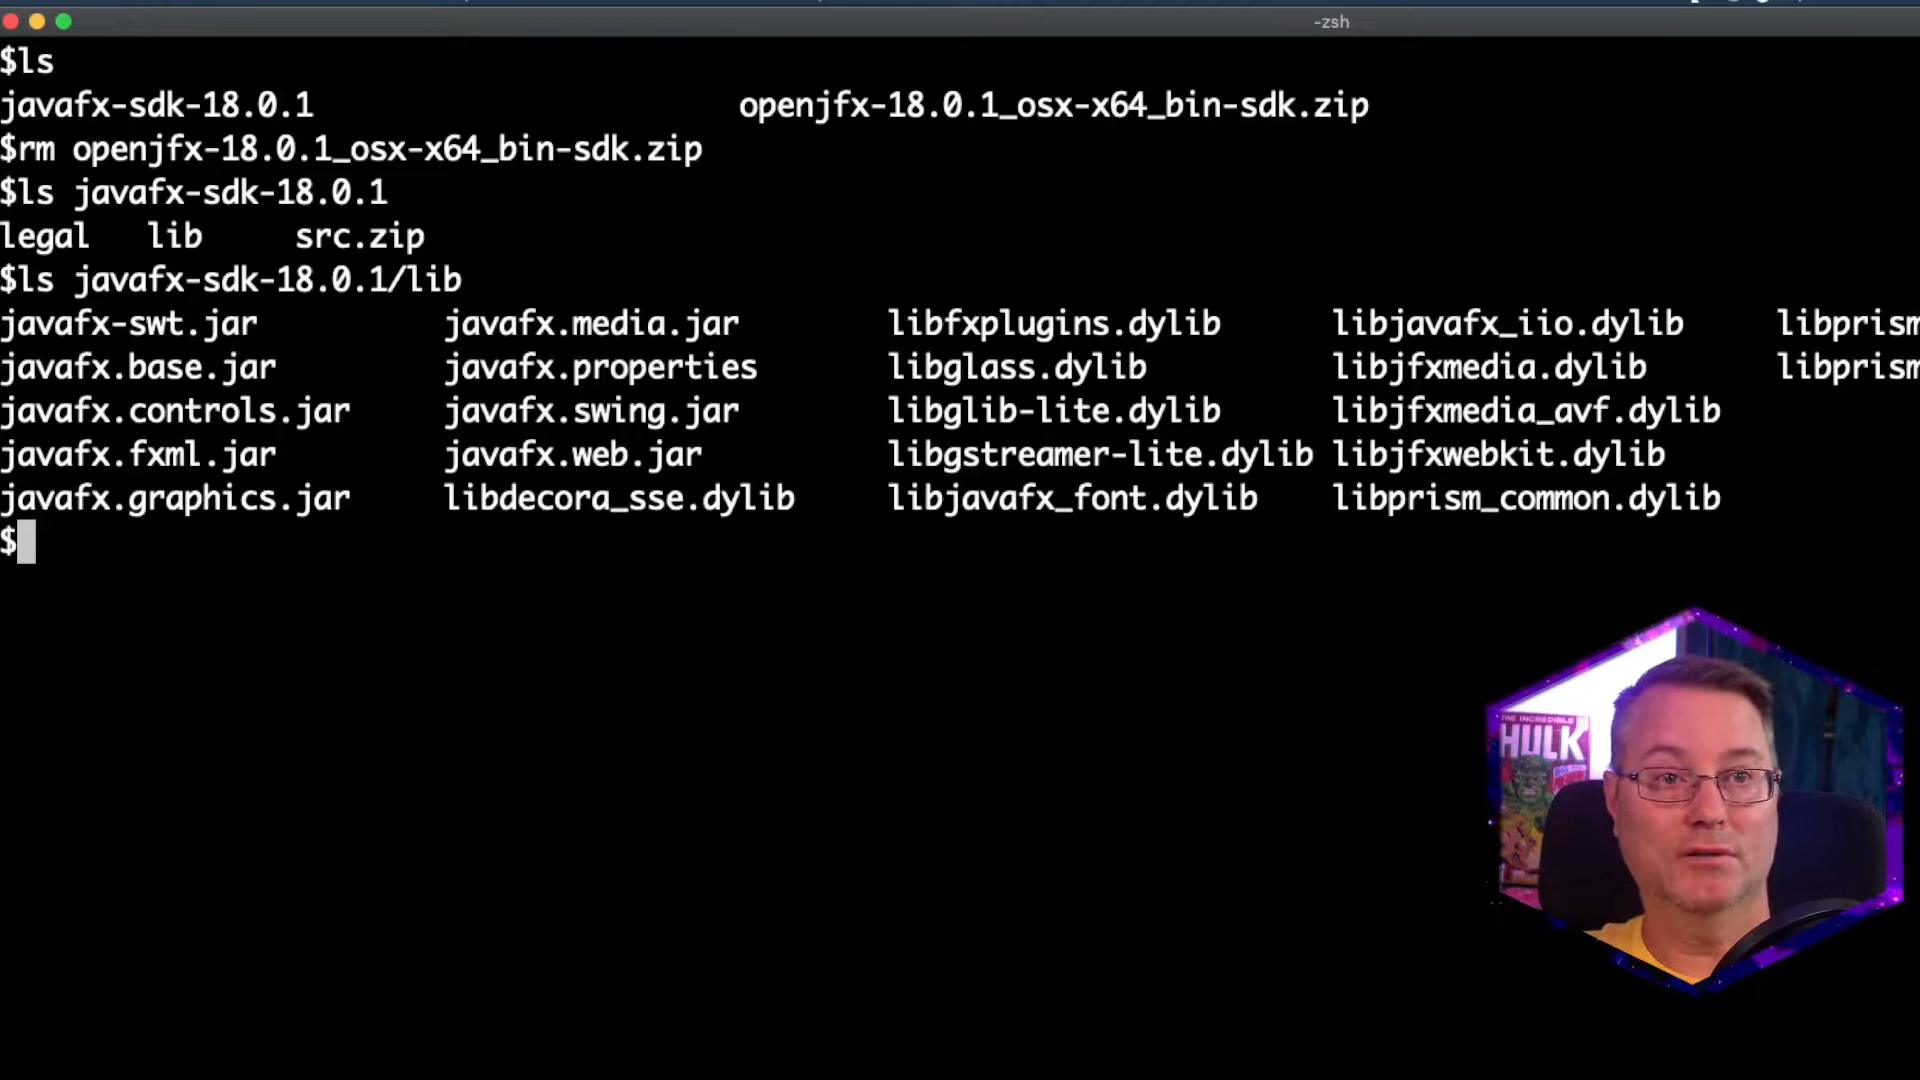 -zsh
$ls
javafx-sdk-18.0.1 openjfx-18.0.1_osx-x64_bin-sdk.zip
$rm openjfx-18.0.1_osx-x64_bin-sdk.zip
$ls javafx-sdk-18.0.1
legal lib src.zip
$ls javafx-sdk-18.0.1/lib
javafx-swt.jar javafx.media.jar libfxplugins.dylib libjavafx_iio.dylib libprism
javafx.base.jar javafx.properties libglass.dylib libjfxmedia.dylib libprism
javafx.controls.jar javafx.swing.jar libglib-lite.dylib libjfxmedia_avf.dylib
javafx.fxml.jar javafx.web.jar libgstreamer-lite.dylib libjfxwebkit.dylib
javafx.graphics.jar libdecora_sse.dylib libjavafx_font.dylib libprism_common.dylib
$
THE INCREDIBLE
HULK